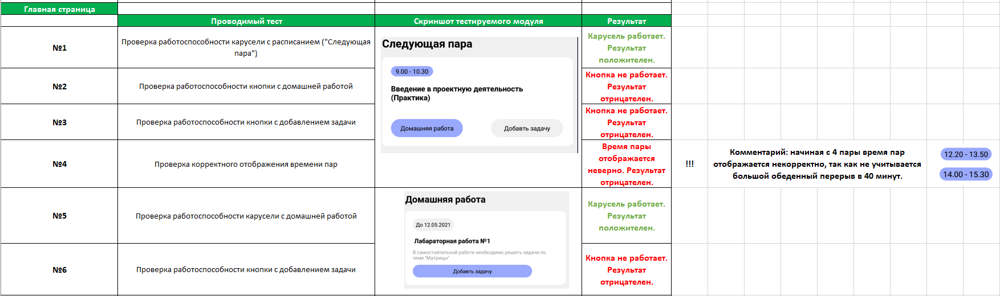 Главная страница
Проводимый тест
Скриншот тестируемого модуля
Результат
№1
Проверка работоспособности карусели с расписанием ("Следующая
пара")
Следующая пара
9.00 - 10.30
Введение в проектную деятельность
(Практика)
Домашняя работа
Добавть задачу
Карусель работает.
Результат
положителен.
№2
Проверка работоспособности кнопки с домашней работой
Кнопка не работает.
Результат
отрицателен.
№3
Проверка работоспособности кнопки с добавлением задачи
Кнопка не работает.
Результат
отрицателен.
№4
Проверка корректного отображения времени пар
Время пары
отображается
неверно. Результат
отрицателен.
!!!
Комментарий: начиная с 4 пары время пар
отображается некорректно, так как не учитывается
большой обеденный перерыв в 40 минут.
12.20 - 13.50
14.00 - 15.30
№5
Проверка работоспособности карусели с домашней работой
Домашняя работа
До 12.05.2021
Лабараторная работа №1
В самостоятельной работе необходимо решить задачи по
теме "Матрицы"
Добавть задачу
Карусель работает.
Результат
положителен.
№6
Проверка работоспособности кнопки с добавлением задачи
Кнопка не работает.
Результат
отрицателен.